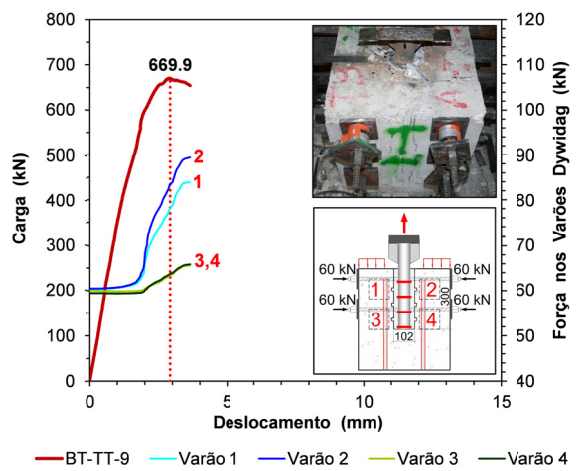 Carga (kN)
800
700
600
500
400
300
200
100
0
669.9
2
1
3,4
T
60 kN
60 kN
60 kN
60 kN
1
2
3
4
300
102
120
110
100
90
80
70
60
50
40
Força nos Varões Dywidag (kN)
0
5
10
15
Deslocamento (mm)
BT-TT-9
Varão 1
Varão 2
Varão 3
Varão 4